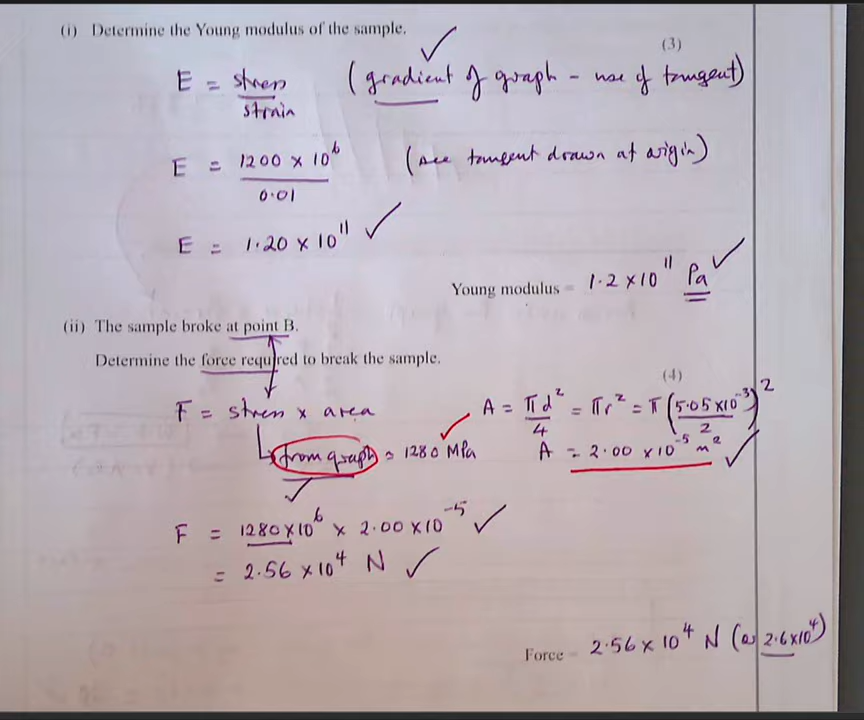 (i) Determine the Young modulus of the sample.
(3)
E = stress / strain (gradient of graph - use of tangent)
E = 1200 × 10⁶ / 0.01 (see tangent drawn at origin)
E = 1.20 × 10¹¹
Young modulus = 1.2 × 10¹¹ Pa
(ii) The sample broke at point B.
Determine the force required to break the sample.
(4)
F = stress × area
A = πd²/4 = πr² = π(5.05 × 10⁻³/2)²
from graph = 1280 MPa
A = 2.00 × 10⁻⁵ m²
F = 1280 × 10⁶ × 2.00 × 10⁻⁵
= 2.56 × 10⁴ N
Force = 2.56 × 10⁴ N (or 2.6 × 10⁴)